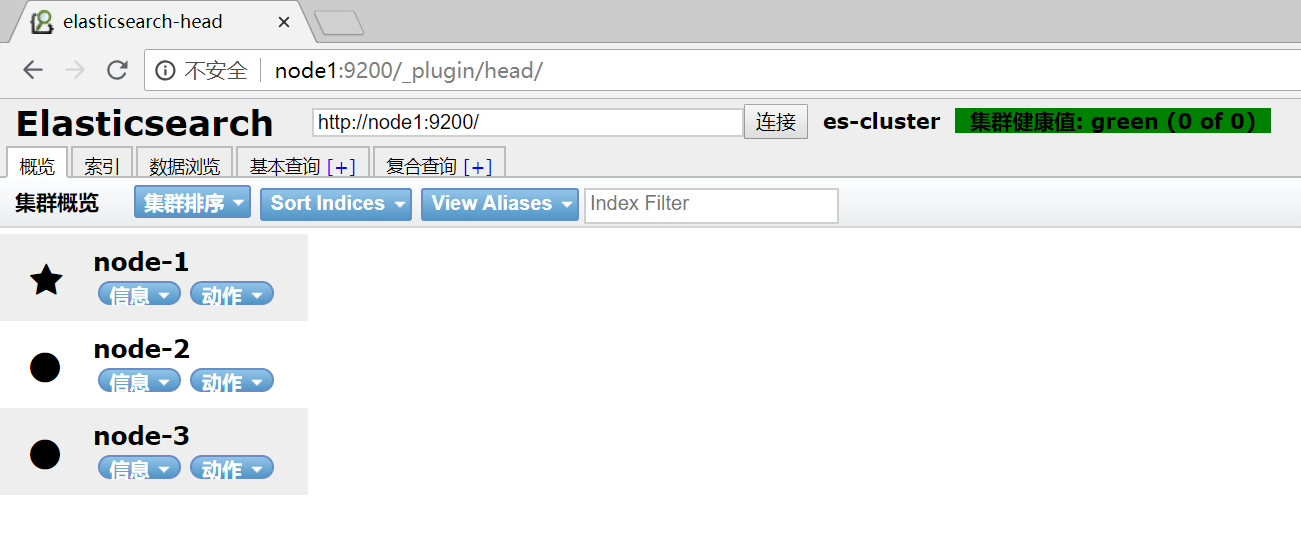 elasticsearch-head
不安全 node1:9200/_plugin/head/
Elasticsearch http://node1:9200/ 连接 es-cluster 集群健康值: green (0 of 0)
概览 索引 数据浏览 基本查询 [+] 复合查询 [+]
集群概览 集群排序 Sort Indices View Aliases Index Filter
node-1
信息 动作
node-2
信息 动作
node-3
信息 动作